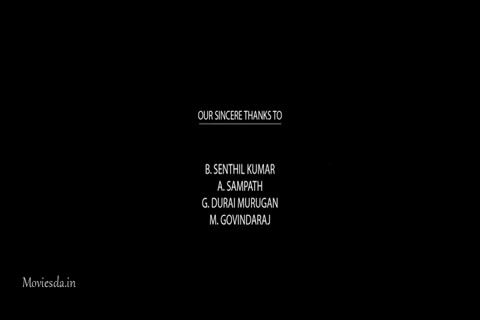 OUR SINCERE THANKS TO
B. SENTHIL KUMAR
A. SAMPATH
G. DURAI MURUGAN
M. GOVINDARAJ
Moviesda.in